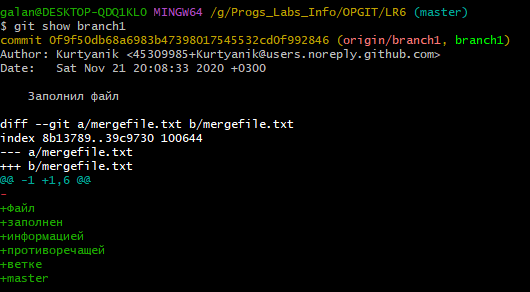 galan@DESKTOP-QDQ1KLO MINGW64 /g/Progs_Labs_Info/OPGIT/LR6 (master)
$ git show branch1
commit 0f9f50db68a6983b47398017545532cd0f992846 (origin/branch1, branch1)
Author: Kurtyanik <45309985+Kurtyanik@users.noreply.github.com>
Date:   Sat Nov 21 20:08:33 2020 +0300
    Заполнил файл
diff --git a/mergefile.txt b/mergefile.txt
index 8b13789..39c9730 100644
--- a/mergefile.txt
+++ b/mergefile.txt
@@ -1 +1,6 @@
-
+Файл
+заполнен
+информацией
+противоречащей
+ветке
+master